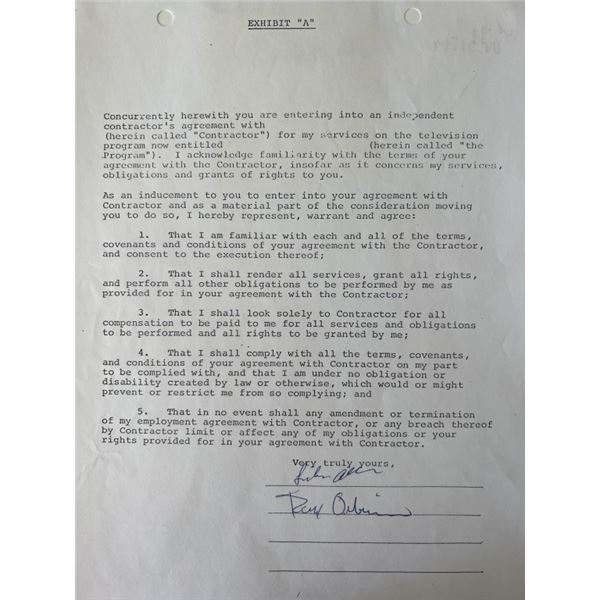 EXHIBIT "A"
Concurrently herewith you are entering into an independent
contractor's agreement with
(herein called "Contractor") for my services on the television
program now entitled (herein called "the
Program"). I acknowledge familiarity with the terms of your
agreement with the Contractor, insofar as it concerns my services,
obligations and grants of rights to you.
As an inducement to you to enter into your agreement with
Contractor and as a material part of the consideration moving
you to do so, I hereby represent, warrant and agree:
1. That I am familiar with each and all of the terms,
covenants and conditions of your agreement with the Contractor,
and consent to the execution thereof;
2. That I shall render all services, grant all rights,
and perform all other obligations to be performed by me as
provided for in your agreement with the Contractor;
3. That I shall look solely to Contractor for all
compensation to be paid to me for all services and obligations
to be performed and all rights to be granted by me;
4. That I shall comply with all the terms, covenants,
and conditions of your agreement with Contractor on my part
to be complied with, and that I am under no obligation or
disability created by law or otherwise, which would or might
prevent or restrict me from so complying; and
5. That in no event shall any amendment or termination
of my employment agreement with Contractor, or any breach thereof
by Contractor limit or affect any of my obligations or your
rights provided for in your agreement with Contractor.
Very truly yours,